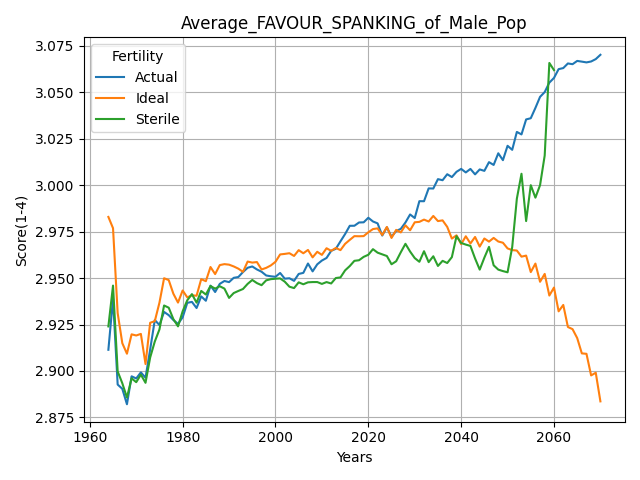 Average_FAVOUR_SPANKING_of_Male_Pop
Fertility
Actual
Ideal
Sterile
Score(1-4)
3.075
3.050
3.025
3.000
2.975
2.950
2.925
2.900
2.875
1960 1980 2000 2020 2040 2060
Years